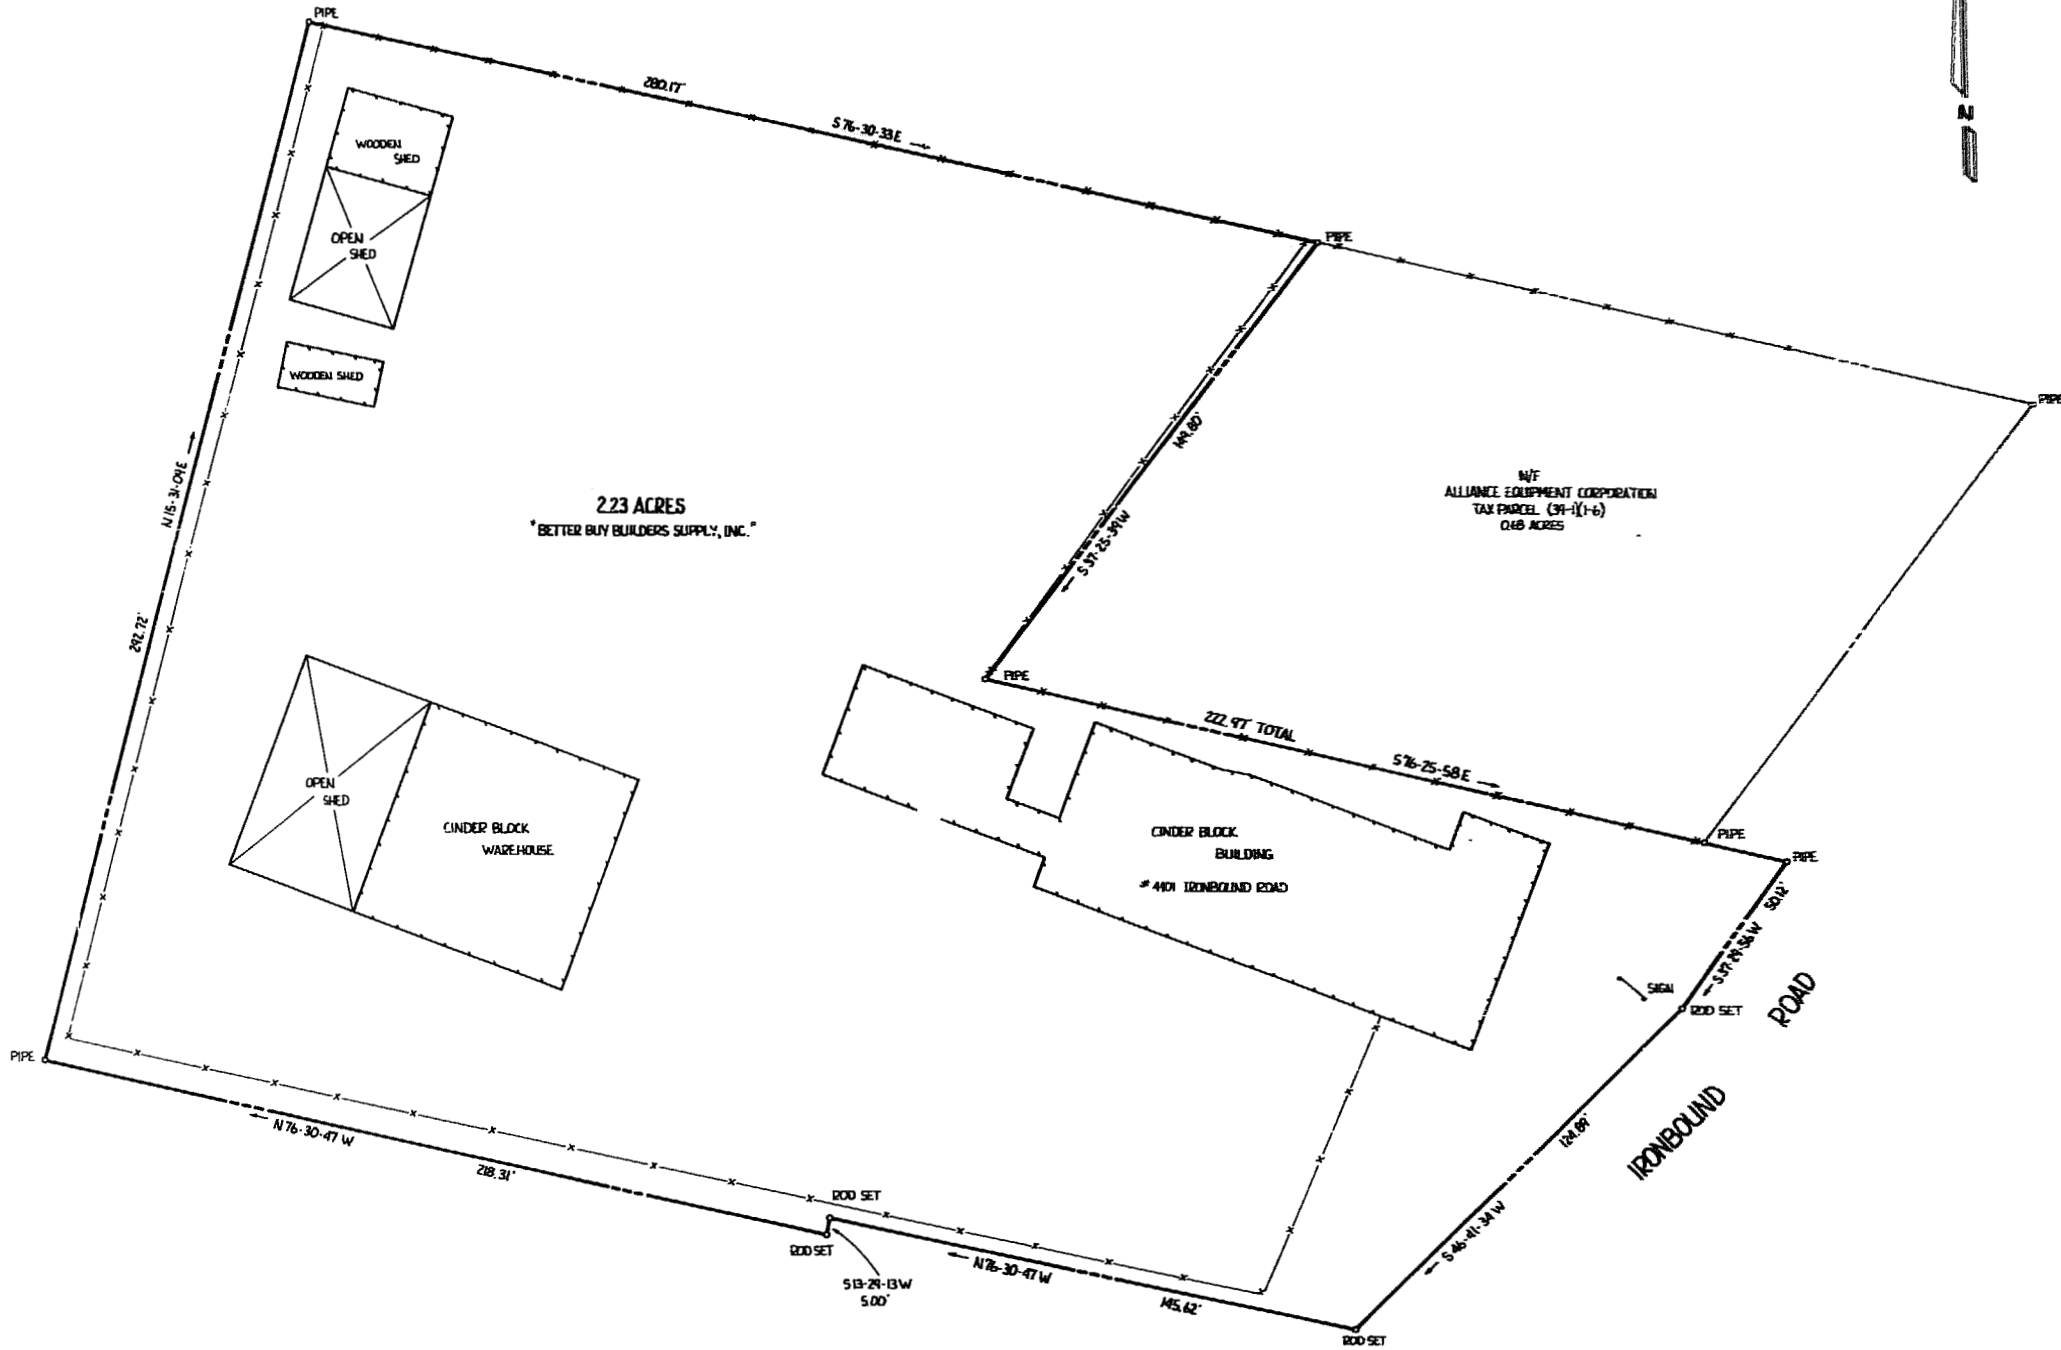 PIPE
N
280.17'
S 76-30-33 E
WOODEN
SHED
OPEN
SHED
WOODEN SHED
PIPE
PIPE
149.80'
S 37-25-39 W
N/F
ALLIANCE EQUIPMENT CORPORATION
TAX PARCEL (39-1)(1-6)
ACRES
2.23 ACRES
"BETTER BUY BUILDERS SUPPLY, INC."
N 15-31-04 E
292.72'
PIPE
222.97' TOTAL
S 76-25-58 E
PIPE
PIPE
OPEN
SHED
CINDER BLOCK
WAREHOUSE
CINDER BLOCK
BUILDING
# 4401 IRONBOUND ROAD
50.12'
S 37-29-56 W
SIGN
ROD SET
IRONBOUND ROAD
124.89'
S 46-41-34 W
PIPE
N 76-30-47 W
218.31'
ROD SET
ROD SET
S 13-29-13 W
5.00'
N 76-30-47 W
145.62'
ROD SET